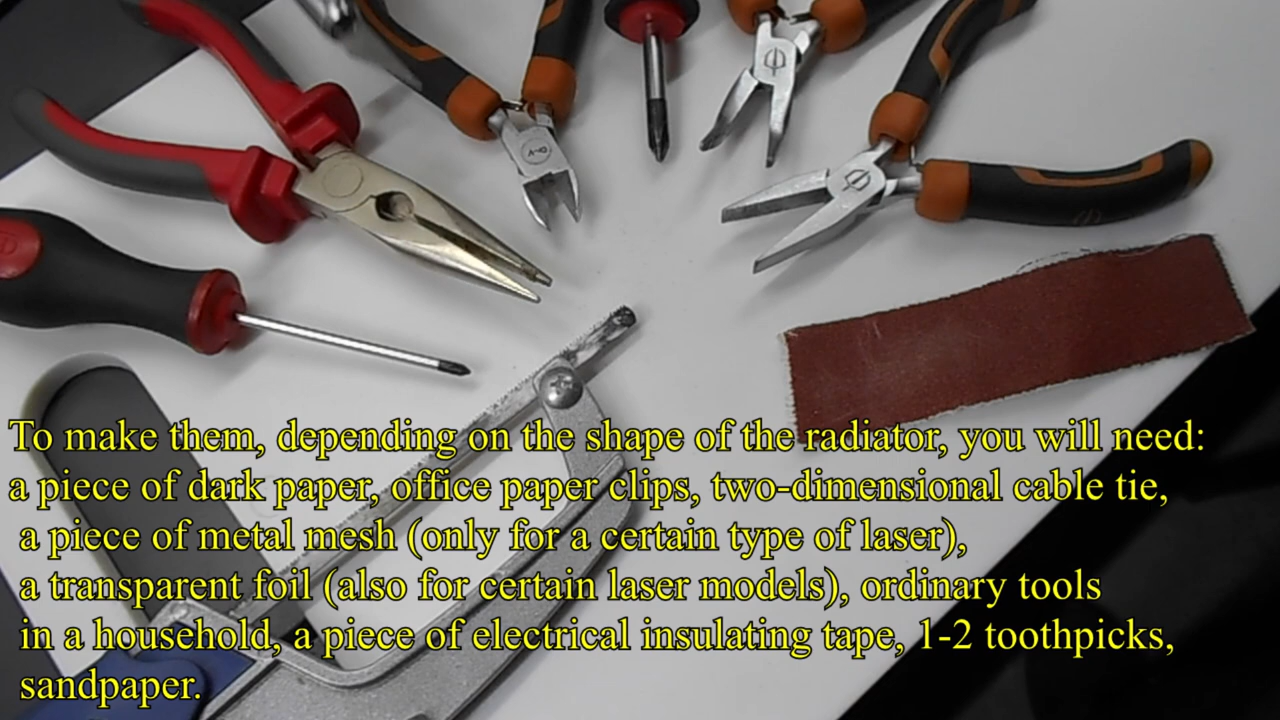 To make them, depending on the shape of the radiator, you will need:
a piece of dark paper, office paper clips, two-dimensional cable tie,
a piece of metal mesh (only for a certain type of laser),
a transparent foil (also for certain laser models), ordinary tools
in a household, a piece of electrical insulating tape, 1-2 toothpicks,
sandpaper.